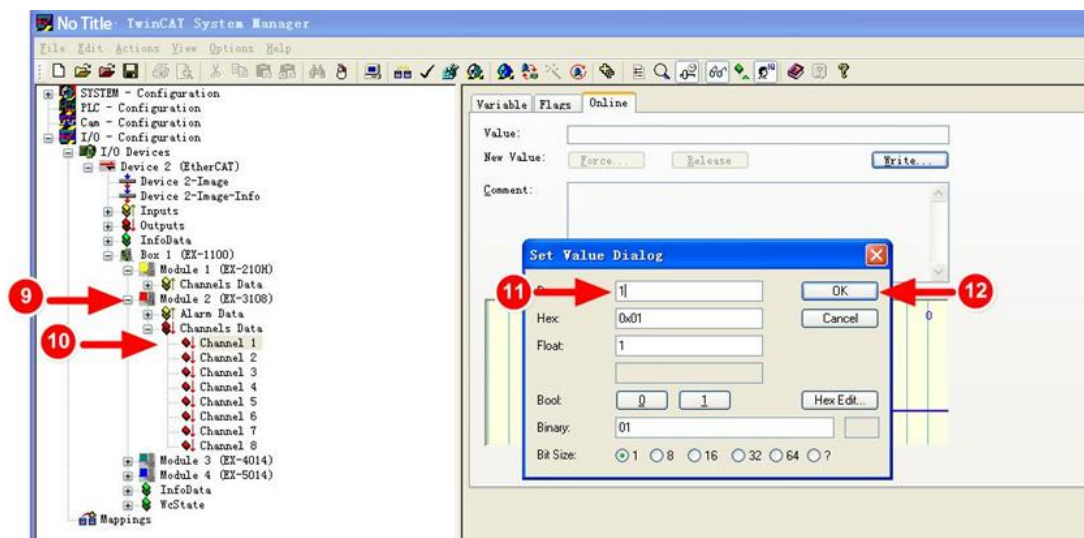 No Title - TwinCAT System Manager
File Edit Actions View Options Help
SYSTEM - Configuration
PLC - Configuration
Cam - Configuration
I/O - Configuration
I/O Devices
Device 2 (EtherCAT)
Device 2-Image
Device 2-Image-Info
Inputs
Outputs
InfoData
Box 1 (EX-1100)
Module 1 (EX-210H)
Channels Data
9
Module 2 (EX-3108)
Alarm Data
Channels Data
10
Channel 1
Channel 2
Channel 3
Channel 4
Channel 5
Channel 6
Channel 7
Channel 8
Module 3 (EX-4014)
Module 4 (EX-5014)
InfoData
WcState
Mappings
Variable Flags Online
Value:
New Value: Force... Release Write...
Comment:
Set Value Dialog
11 1 OK 12
Hex: 0x01 Cancel 0
Float: 1
Bool: 0 1 Hex Edit...
Binary: 01
Bit Size: 1 8 16 32 64 ?